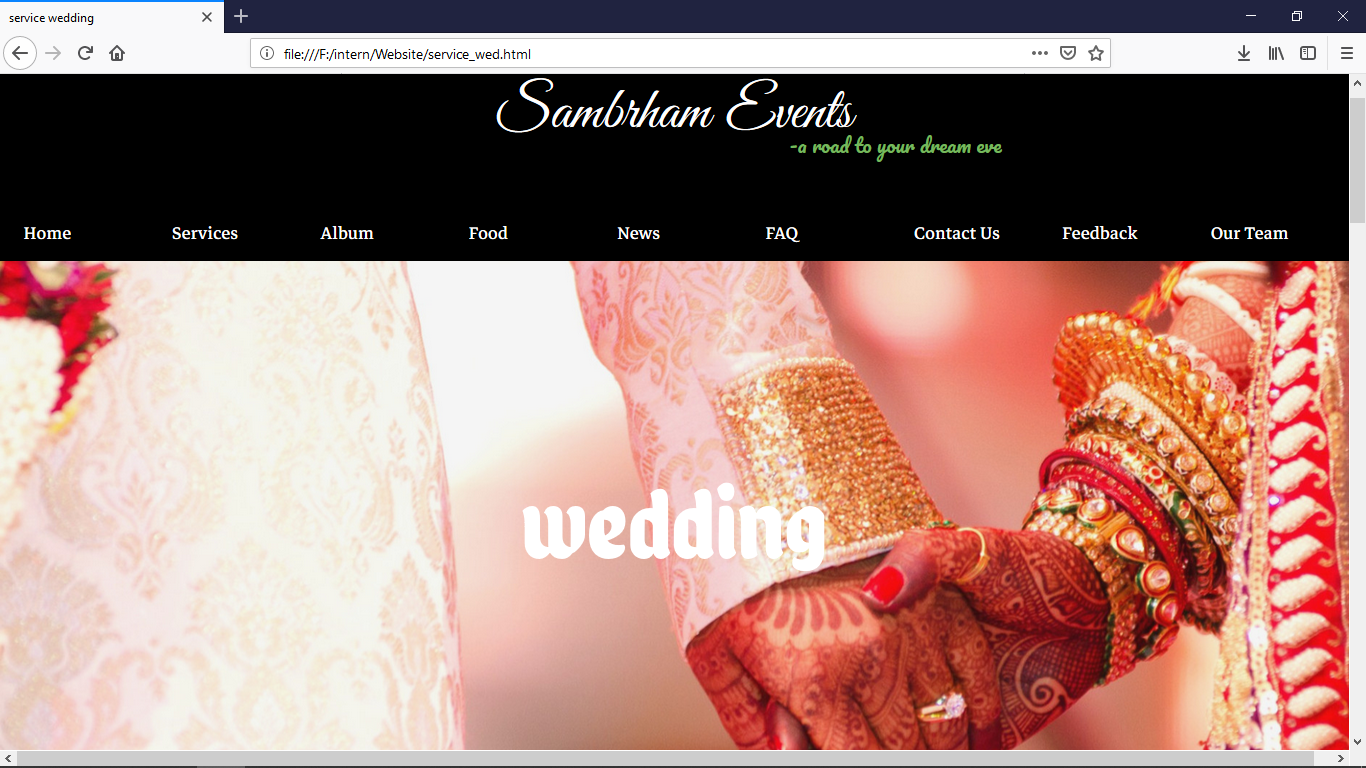 service wedding
file:///F:/intern/Website/service_wed.html
Sambrham Events
-a road to your dream eve
Home Services Album Food News FAQ Contact Us Feedback Our Team
wedding